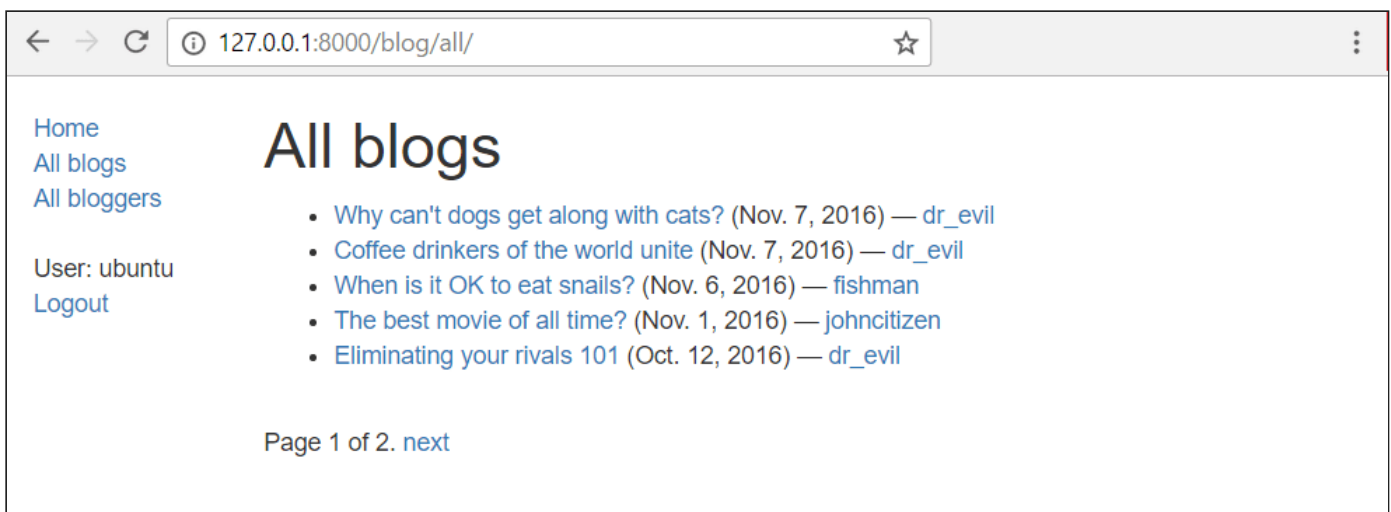 127.0.0.1:8000/blog/all/
Home
All blogs
All bloggers
User: ubuntu
Logout
All blogs
• Why can't dogs get along with cats? (Nov. 7, 2016) — dr_evil
• Coffee drinkers of the world unite (Nov. 7, 2016) — dr_evil
• When is it OK to eat snails? (Nov. 6, 2016) — fishman
• The best movie of all time? (Nov. 1, 2016) — johncitizen
• Eliminating your rivals 101 (Oct. 12, 2016) — dr_evil
Page 1 of 2. next